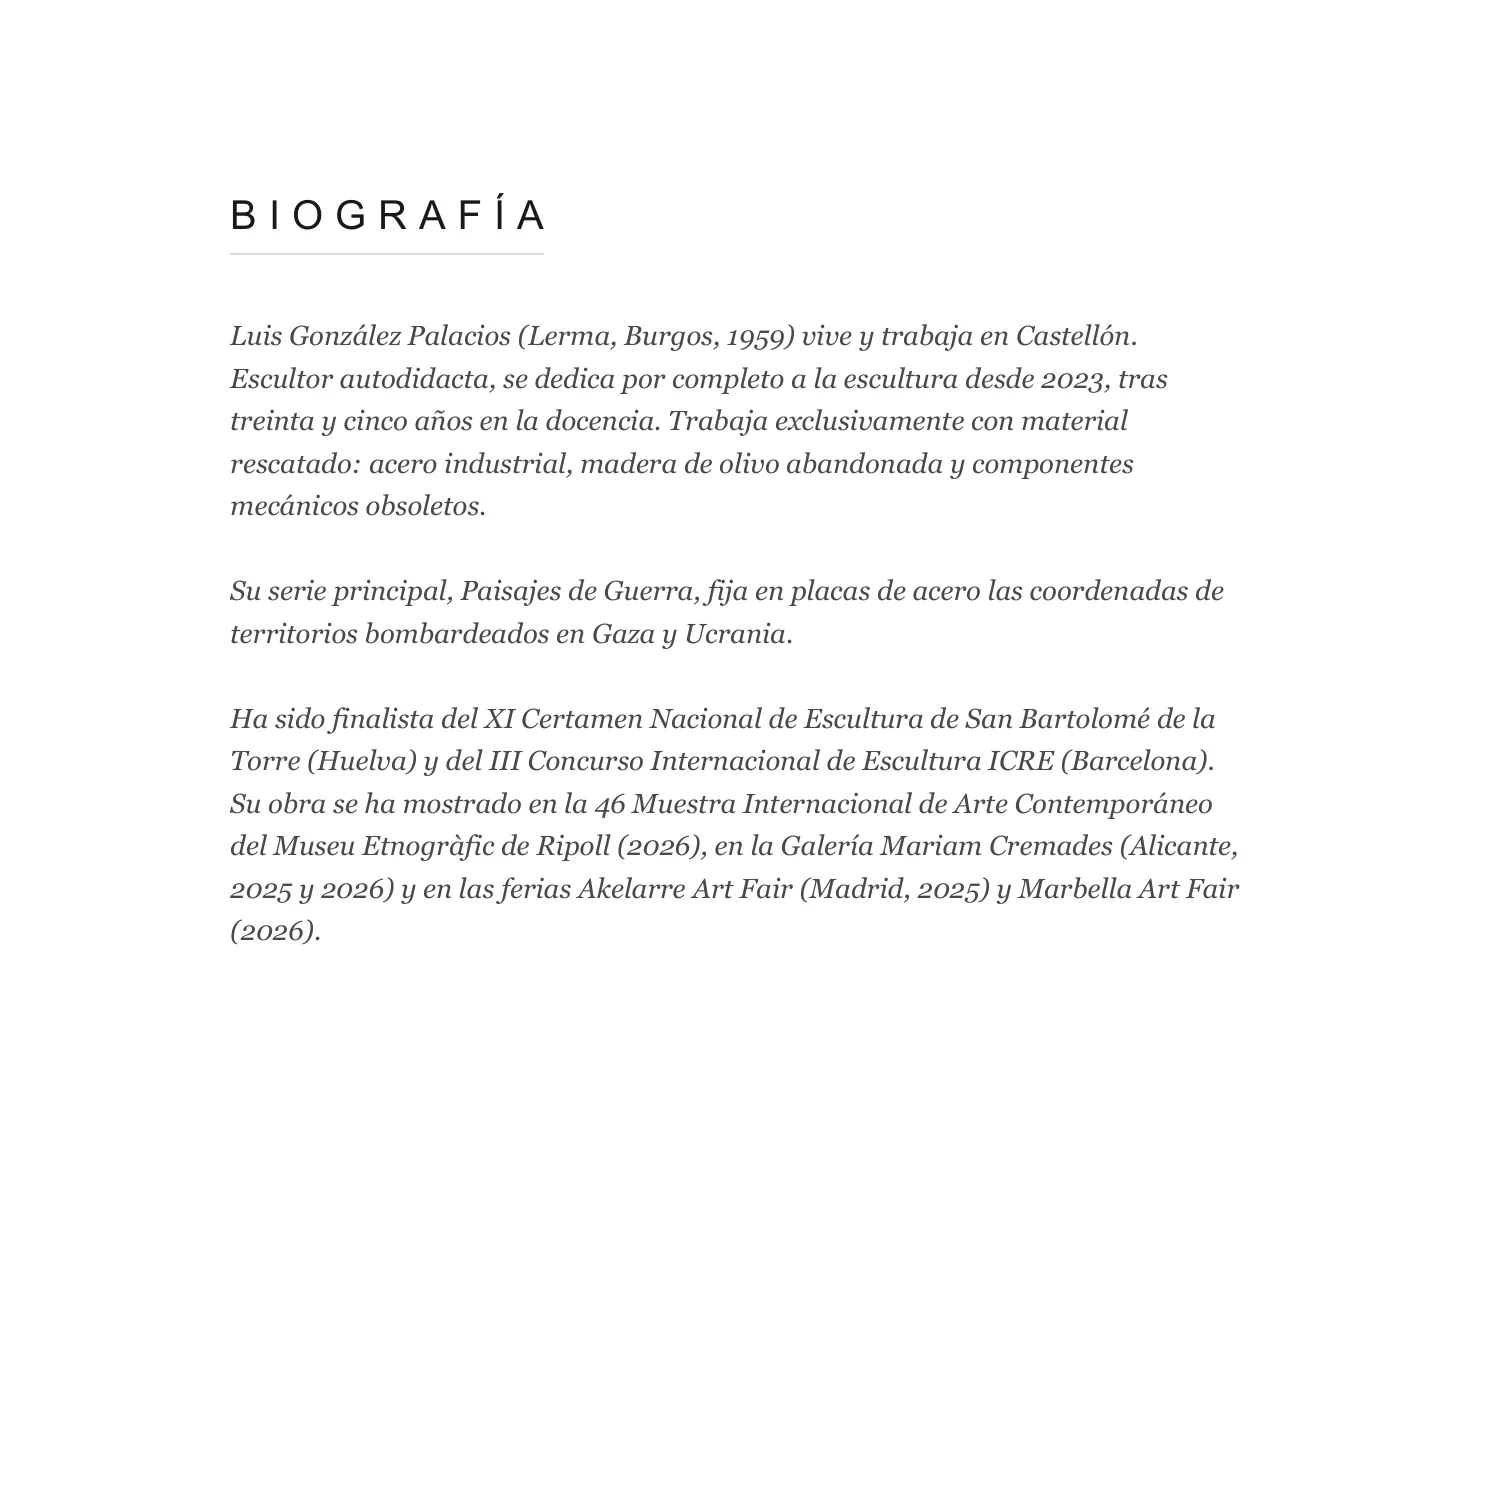 BIOGRAFÍA
Luis González Palacios (Lerma, Burgos, 1959) vive y trabaja en Castellón.
Escultor autodidacta, se dedica por completo a la escultura desde 2023, tras
treinta y cinco años en la docencia. Trabaja exclusivamente con material
rescatado: acero industrial, madera de olivo abandonada y componentes
mecánicos obsoletos.
Su serie principal, Paisajes de Guerra, fija en placas de acero las coordenadas de
territorios bombardeados en Gaza y Ucrania.
Ha sido finalista del XI Certamen Nacional de Escultura de San Bartolomé de la
Torre (Huelva) y del III Concurso Internacional de Escultura ICRE (Barcelona).
Su obra se ha mostrado en la 46 Muestra Internacional de Arte Contemporáneo
del Museu Etnogràfic de Ripoll (2026), en la Galería Mariam Cremades (Alicante,
2025 y 2026) y en las ferias Akelarre Art Fair (Madrid, 2025) y Marbella Art Fair
(2026).